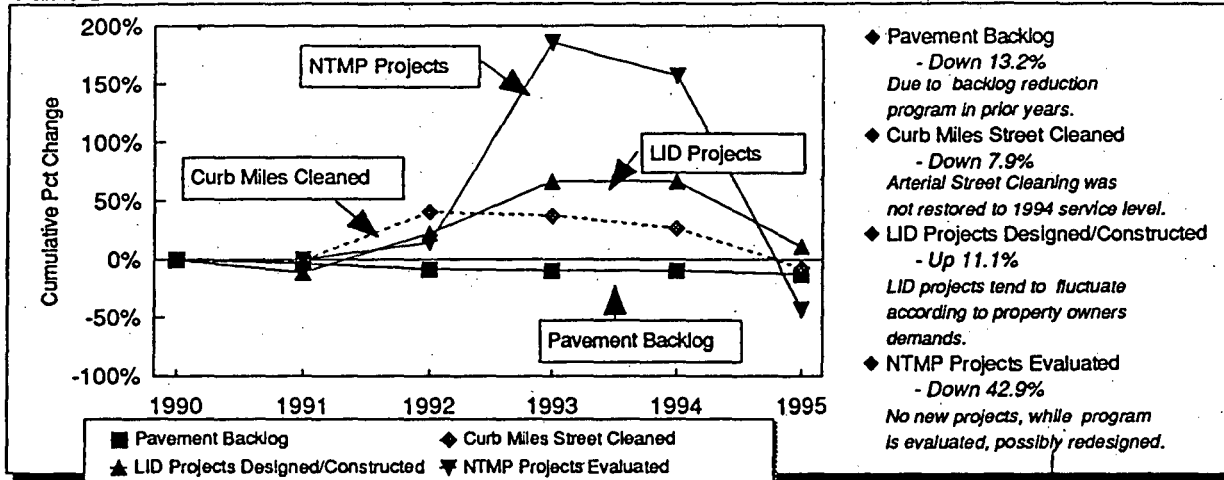 200%
150%
100%
50%
0%
-50%
-100%
Cumulative Pct Change
NTMP Projects
LID Projects
Curb Miles Cleaned
Pavement Backlog
1990 1991 1992 1993 1994 1995
Pavement Backlog
Curb Miles Street Cleaned
LID Projects Designed/Constructed
NTMP Projects Evaluated
Pavement Backlog
- Down 13.2%
Due to backlog reduction
program in prior years.
Curb Miles Street Cleaned
- Down 7.9%
Arterial Street Cleaning was
not restored to 1994 service level.
LID Projects Designed/Constructed
- Up 11.1%
LID projects tend to fluctuate
according to property owners
demands.
NTMP Projects Evaluated
- Down 42.9%
No new projects, while program
is evaluated, possibly redesigned.